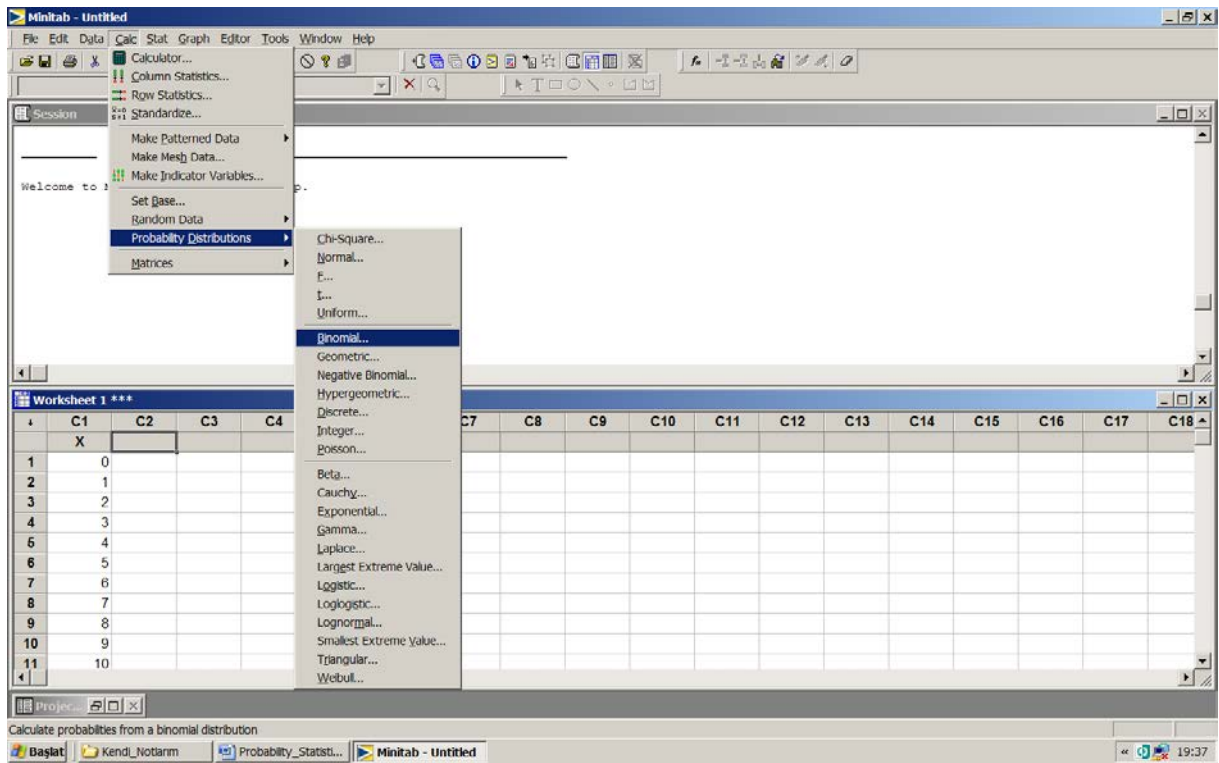 Minitab - Untitled
File Edit Data Calc Stat Graph Editor Tools Window Help
Calculator...
Column Statistics...
Row Statistics...
Standardize...
Make Patterned Data
Make Mesh Data...
Make Indicator Variables...
Set Base...
Random Data
Probability Distributions
Matrices
Session
Welcome to
p.
Chi-Square...
Normal...
F...
t...
Uniform...
Binomial...
Geometric...
Negative Binomial...
Hypergeometric...
Discrete...
Integer...
Poisson...
Beta...
Cauchy...
Exponential...
Gamma...
Laplace...
Largest Extreme Value...
Logistic...
Loglogistic...
Lognormal...
Smallest Extreme Value...
Triangular...
Weibull...
Worksheet 1 ***
C1 C2 C3 C4 C7 C8 C9 C10 C11 C12 C13 C14 C15 C16 C17 C18
X
1 0
2 1
3 2
4 3
5 4
6 5
7 6
8 7
9 8
10 9
11 10
Projec...
Calculate probabilities from a binomial distribution
Başlat Kendi_Notlarım Probability_Statisti... Minitab - Untitled 19:37